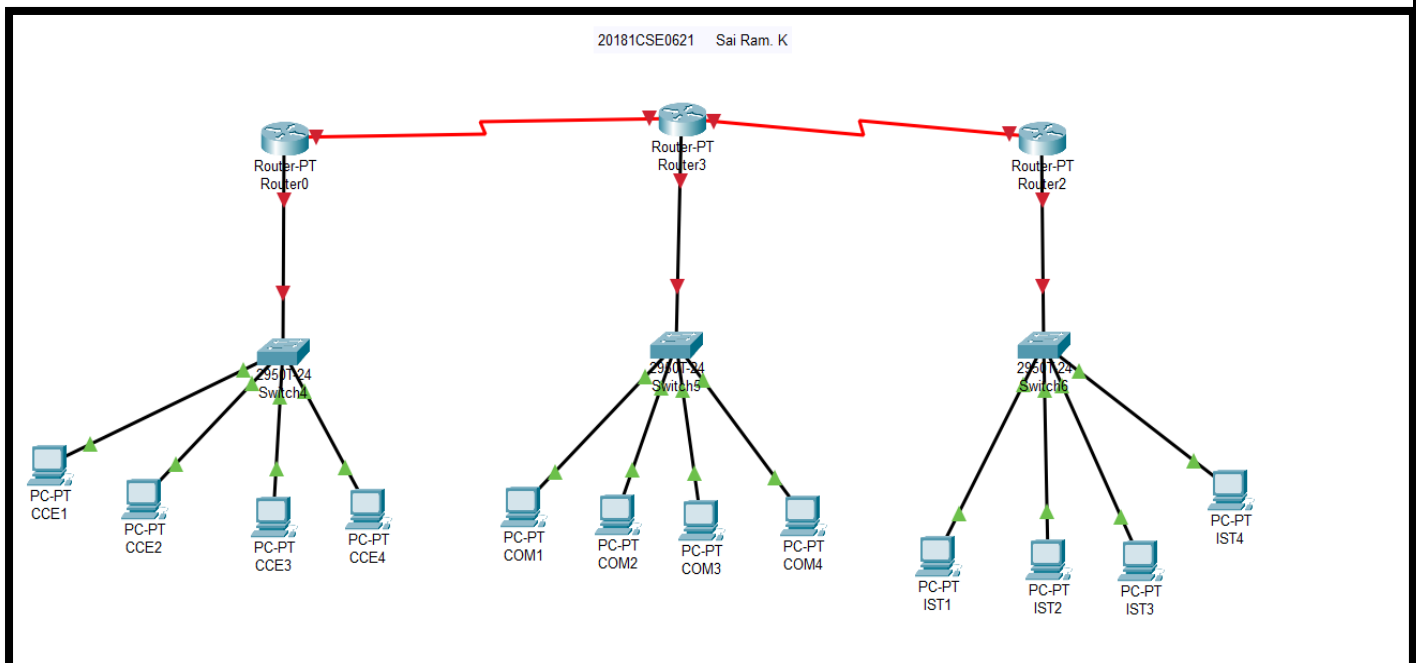 20181CSE0621 Sai Ram. K
Router-PT
Router0
Router-PT
Router3
Router-PT
Router2
2950T-24
Switch4
2950T-24
Switch5
2950T-24
Switch6
PC-PT
CCE1
PC-PT
CCE2
PC-PT
CCE3
PC-PT
CCE4
PC-PT
COM1
PC-PT
COM2
PC-PT
COM3
PC-PT
COM4
PC-PT
IST1
PC-PT
IST2
PC-PT
IST3
PC-PT
IST4